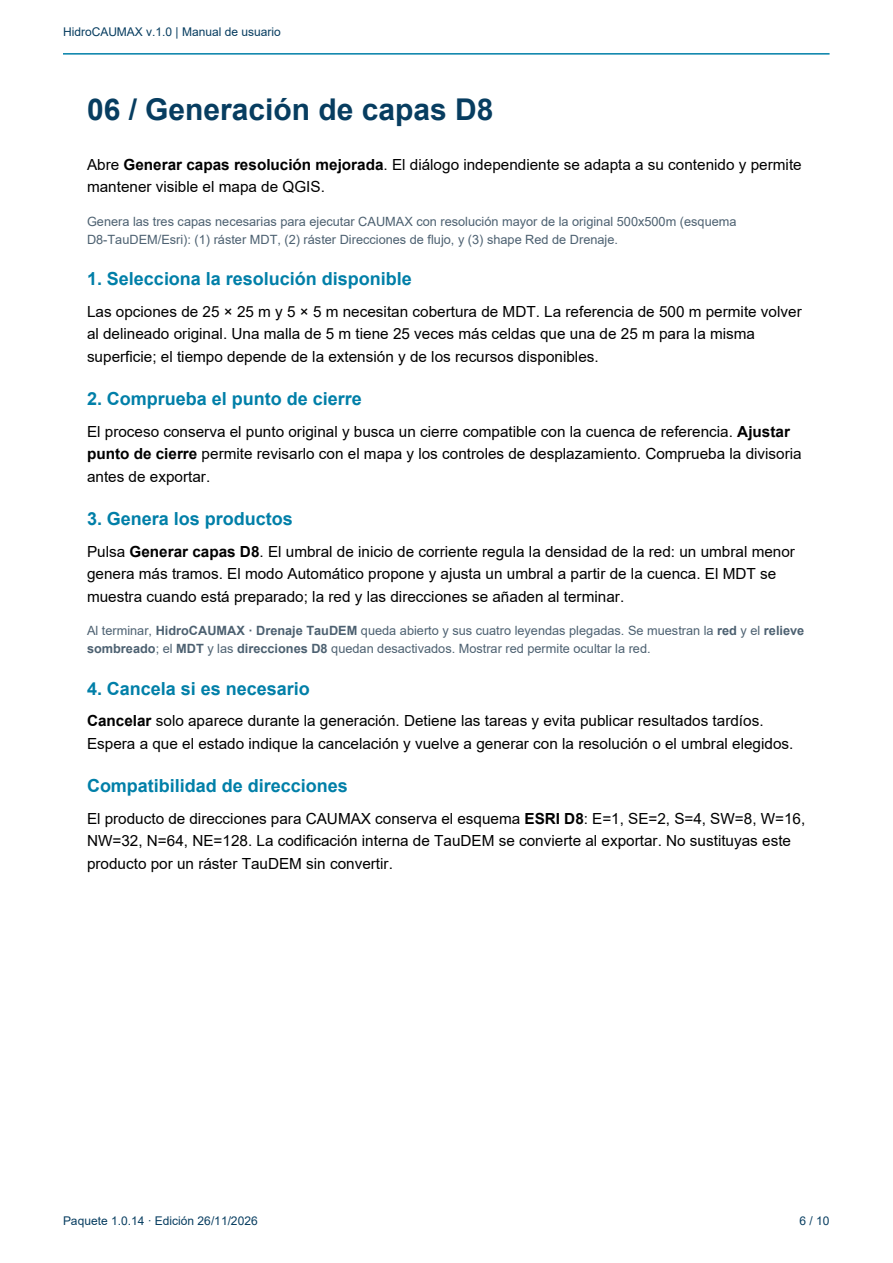 HidroCAUMAX v.1.0 | Manual de usuario
06 / Generación de capas D8
Abre Generar capas resolución mejorada. El diálogo independiente se adapta a su contenido y permite
mantener visible el mapa de QGIS.
Genera las tres capas necesarias para ejecutar CAUMAX con resolución mayor de la original 500x500m (esquema
D8-TauDEM/Esri): (1) ráster MDT, (2) ráster Direcciones de flujo, y (3) shape Red de Drenaje.
1. Selecciona la resolución disponible
Las opciones de 25 × 25 m y 5 × 5 m necesitan cobertura de MDT. La referencia de 500 m permite volver
al delineado original. Una malla de 5 m tiene 25 veces más celdas que una de 25 m para la misma
superficie; el tiempo depende de la extensión y de los recursos disponibles.
2. Comprueba el punto de cierre
El proceso conserva el punto original y busca un cierre compatible con la cuenca de referencia. Ajustar
punto de cierre permite revisarlo con el mapa y los controles de desplazamiento. Comprueba la divisoria
antes de exportar.
3. Genera los productos
Pulsa Generar capas D8. El umbral de inicio de corriente regula la densidad de la red: un umbral menor
genera más tramos. El modo Automático propone y ajusta un umbral a partir de la cuenca. El MDT se
muestra cuando está preparado; la red y las direcciones se añaden al terminar.
Al terminar, HidroCAUMAX · Drenaje TauDEM queda abierto y sus cuatro leyendas plegadas. Se muestran la red y el relieve
sombreado; el MDT y las direcciones D8 quedan desactivados. Mostrar red permite ocultar la red.
4. Cancela si es necesario
Cancelar solo aparece durante la generación. Detiene las tareas y evita publicar resultados tardíos.
Espera a que el estado indique la cancelación y vuelve a generar con la resolución o el umbral elegidos.
Compatibilidad de direcciones
El producto de direcciones para CAUMAX conserva el esquema ESRI D8: E=1, SE=2, S=4, SW=8, W=16,
NW=32, N=64, NE=128. La codificación interna de TauDEM se convierte al exportar. No sustituyas este
producto por un ráster TauDEM sin convertir.
Paquete 1.0.14 · Edición 26/11/2026
6 / 10